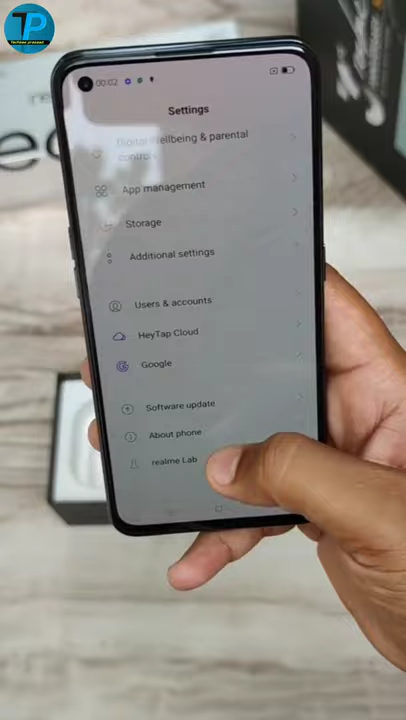 TP
00:02
Settings
Digital Wellbeing & parental
controls
App management
Storage
Additional settings
Users & accounts
HeyTap Cloud
Google
Software update
About phone
realme Lab